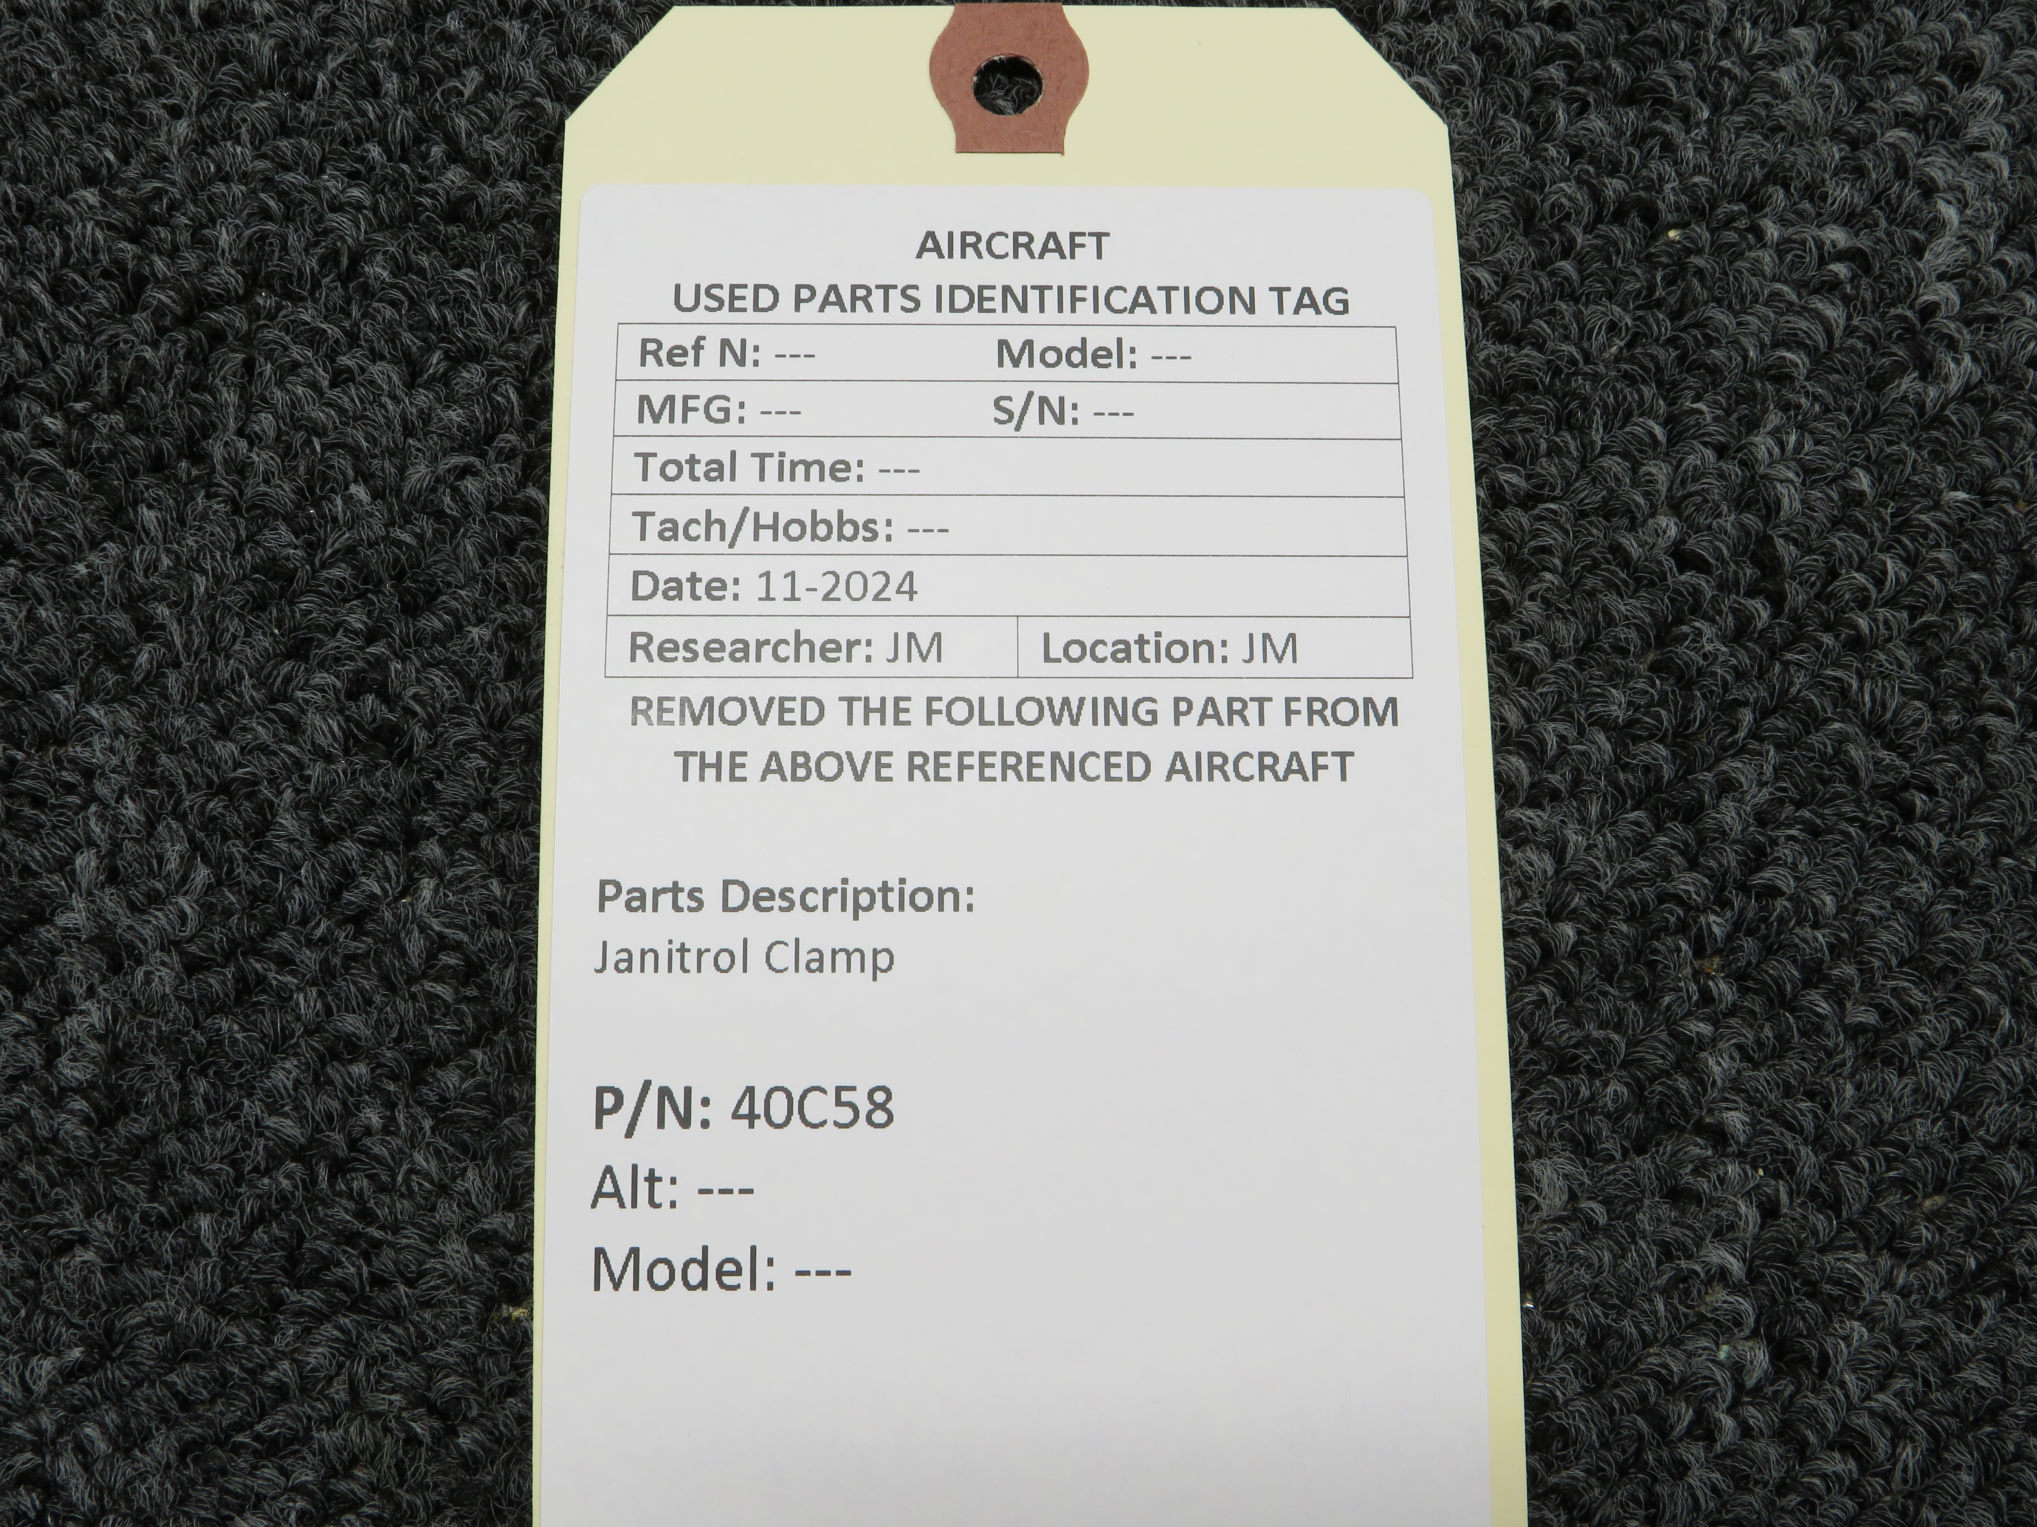 AIRCRAFT
USED PARTS IDENTIFICATION TAG
Ref N: --- Model: ---
MFG: --- S/N: ---
Total Time: ---
Tach/Hobbs: ---
Date: 11-2024
Researcher: JM Location: JM
REMOVED THE FOLLOWING PART FROM
THE ABOVE REFERENCED AIRCRAFT
Parts Description:
Janitrol Clamp
P/N: 40C58
Alt: ---
Model: ---